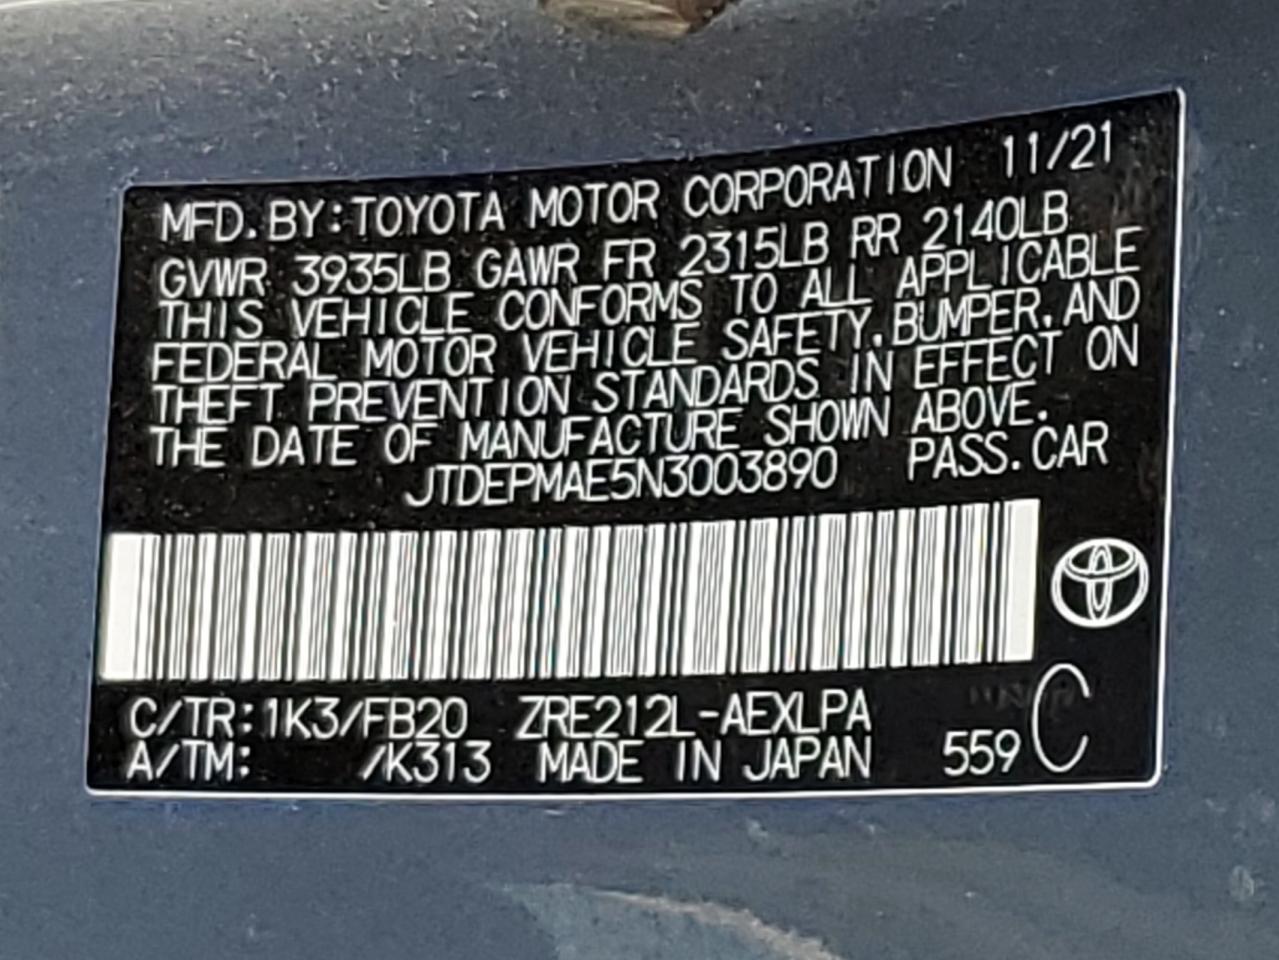 MFD. BY: TOYOTA MOTOR CORPORATION 11/21
GVWR 3935LB GAWR FR 2315LB RR 2140LB
THIS VEHICLE CONFORMS TO ALL APPLICABLE
FEDERAL MOTOR VEHICLE SAFETY, BUMPER, AND
THEFT PREVENTION STANDARDS IN EFFECT ON
THE DATE OF MANUFACTURE SHOWN ABOVE.
JTDEPMAE5N3003890 PASS. CAR
C/TR: 1K3/FB20 ZRE212L-AEXLPA
A/TM: /K313 MADE IN JAPAN 559 C